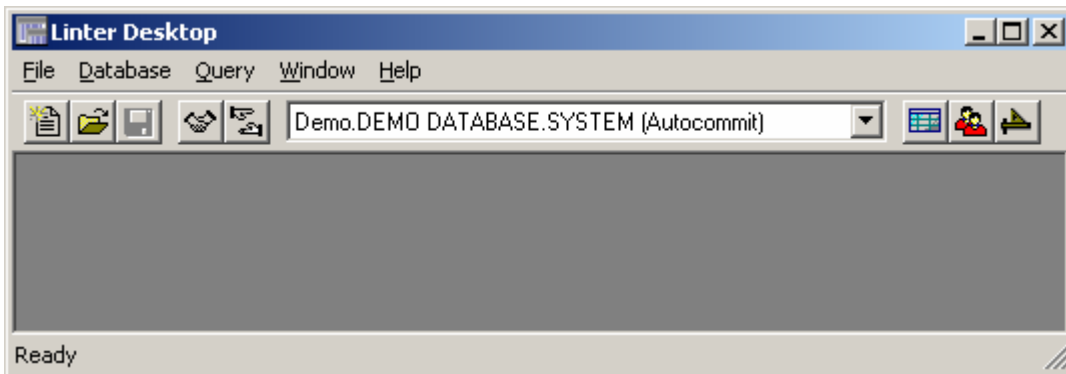 Linter Desktop
File Database Query Window Help
Demo.DEMO DATABASE.SYSTEM (Autocommit)
Ready